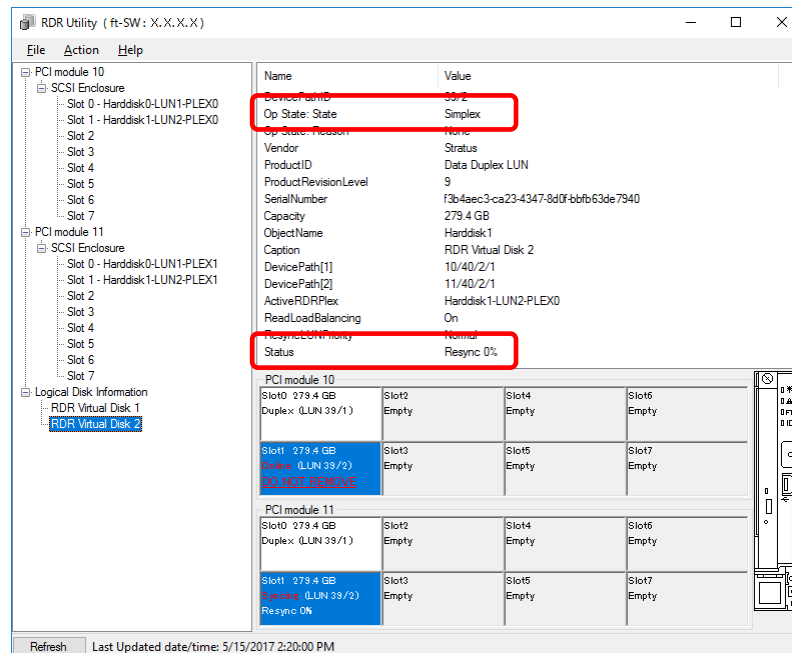 RDR Utility ( ft-SW : X.X.X.X )
File Action Help
PCI module 10
SCSI Enclosure
Slot 0 - Harddisk0-LUN1-PLEX0
Slot 1 - Harddisk1-LUN2-PLEX0
Slot 2
Slot 3
Slot 4
Slot 5
Slot 6
Slot 7
PCI module 11
SCSI Enclosure
Slot 0 - Harddisk0-LUN1-PLEX1
Slot 1 - Harddisk1-LUN2-PLEX1
Slot 2
Slot 3
Slot 4
Slot 5
Slot 6
Slot 7
Logical Disk Information
RDR Virtual Disk 1
RDR Virtual Disk 2
Name Value
DevicePathID 39/2
Op State: State Simplex
Op State: Reason None
Vendor Stratus
ProductID Data Duplex LUN
ProductRevisionLevel 9
SerialNumber f3b4aec3-ca23-4347-8d0f-bbfb63de7940
Capacity 279.4 GB
ObjectName Harddisk1
Caption RDR Virtual Disk 2
DevicePath[1] 10/40/2/1
DevicePath[2] 11/40/2/1
ActiveRDRPlex Harddisk1-LUN2-PLEX0
ReadLoadBalancing On
ResyncLUNPriority Normal
Status Resync 0%
PCI module 10
Slot0 279.4 GB Slot2 Slot4 Slot6
Duplex (LUN 39/1) Empty Empty Empty
Slot1 279.4 GB Slot3 Slot5 Slot7
Online (LUN 39/2) Empty Empty Empty
DO NOT REMOVE
PCI module 11
Slot0 279.4 GB Slot2 Slot4 Slot6
Duplex (LUN 39/1) Empty Empty Empty
Slot1 279.4 GB Slot3 Slot5 Slot7
Syncing (LUN 39/2) Empty Empty Empty
Resync 0%
Refresh Last Updated date/time: 5/15/2017 2:20:00 PM